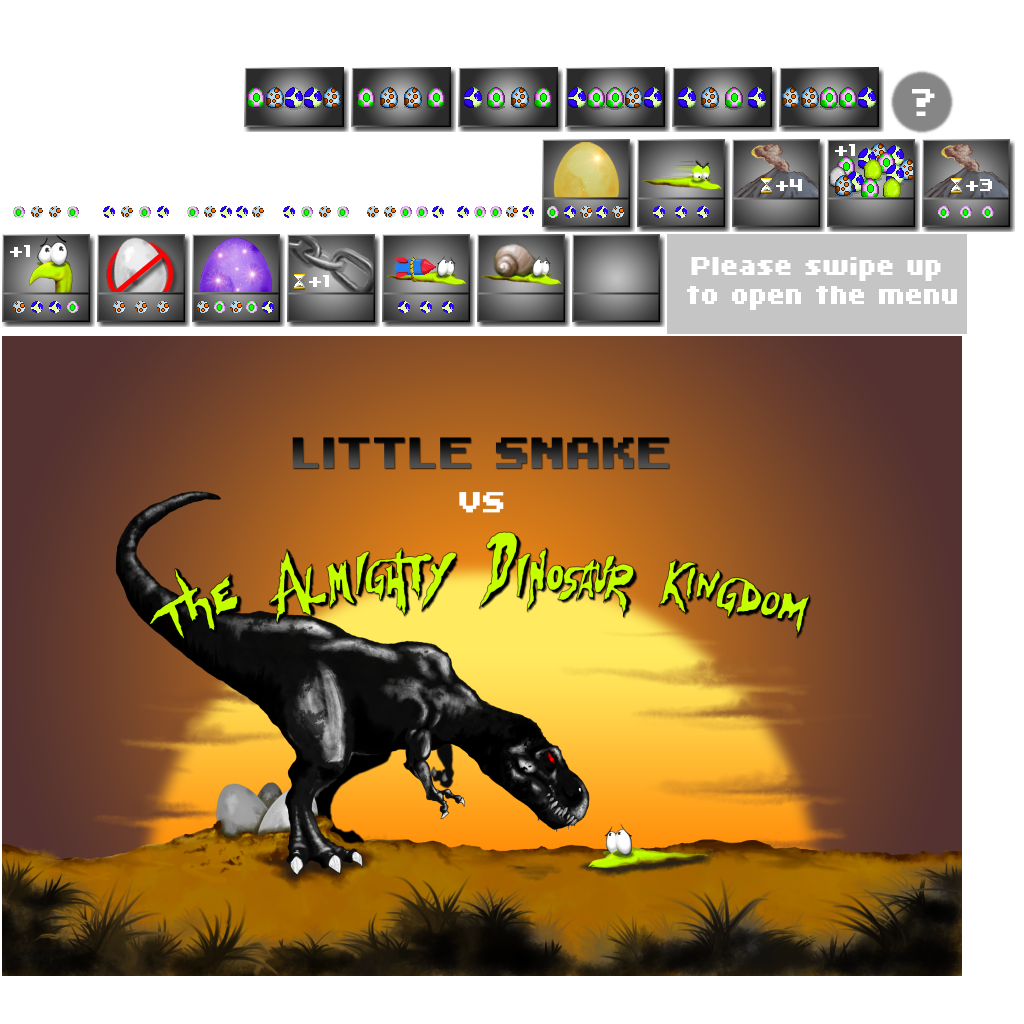 ?
+4
+1
+3
+1
+1
Please swipe up
to open the menu
LITTLE SNAKE
VS
THE ALMIGHTY DINOSAUR KINGDOM